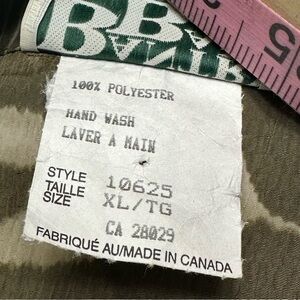 100% POLYESTER
HAND WASH
LAVER A MAIN
STYLE 10625
TAILLE
SIZE XL/TG
CA 28029
FABRIQUÉ AU/MADE IN CANADA
5